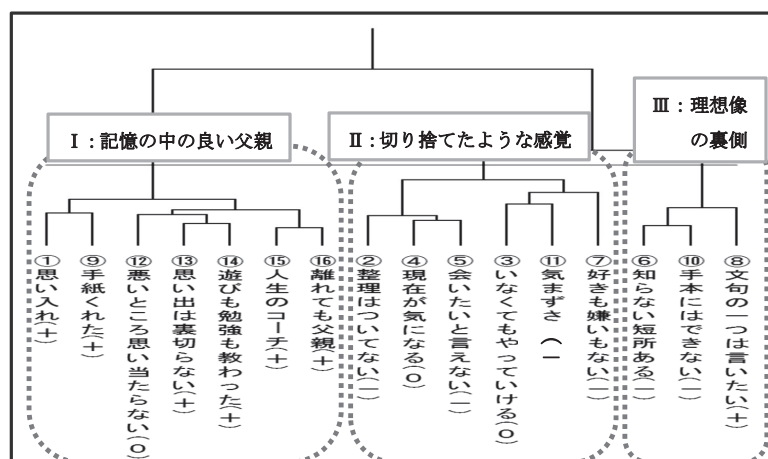 Ⅰ：記憶の中の良い父親
Ⅱ：切り捨てたような感覚
Ⅲ：理想像
の裏側
①思い入れ(＋)
⑨手紙くれた(＋)
⑫悪いところ思い当たらない(０)
⑬思い出は裏切らない(＋)
⑭遊びも勉強も教わった(＋)
⑮人生のコーチ(＋)
⑯離れても父親(＋)
②整理はついてない(－)
④現在が気になる(０)
⑤会いたいと言えない(－)
③いなくてもやっていける(０)
⑪気まずさ（－
⑦好きも嫌いもない(－)
⑥知らない短所ある(－)
⑩手本にはできない(－)
⑧文句の一つは言いたい(＋)